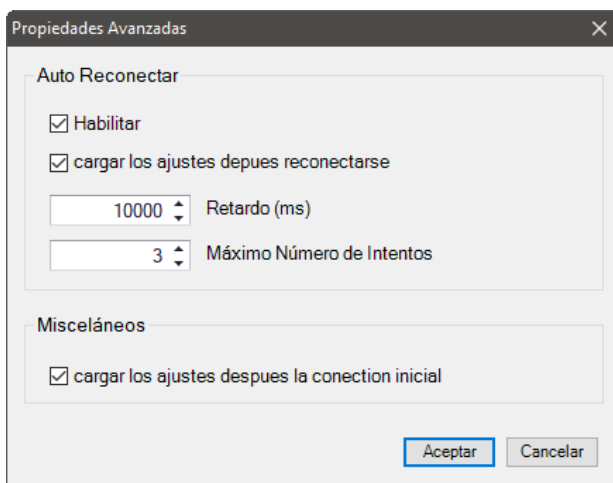 Propiedades Avanzadas
Auto Reconectar
Habilitar
cargar los ajustes depues reconectarse
10000 Retardo (ms)
3 Máximo Número de Intentos
Misceláneos
cargar los ajustes despues la conection inicial
Aceptar Cancelar